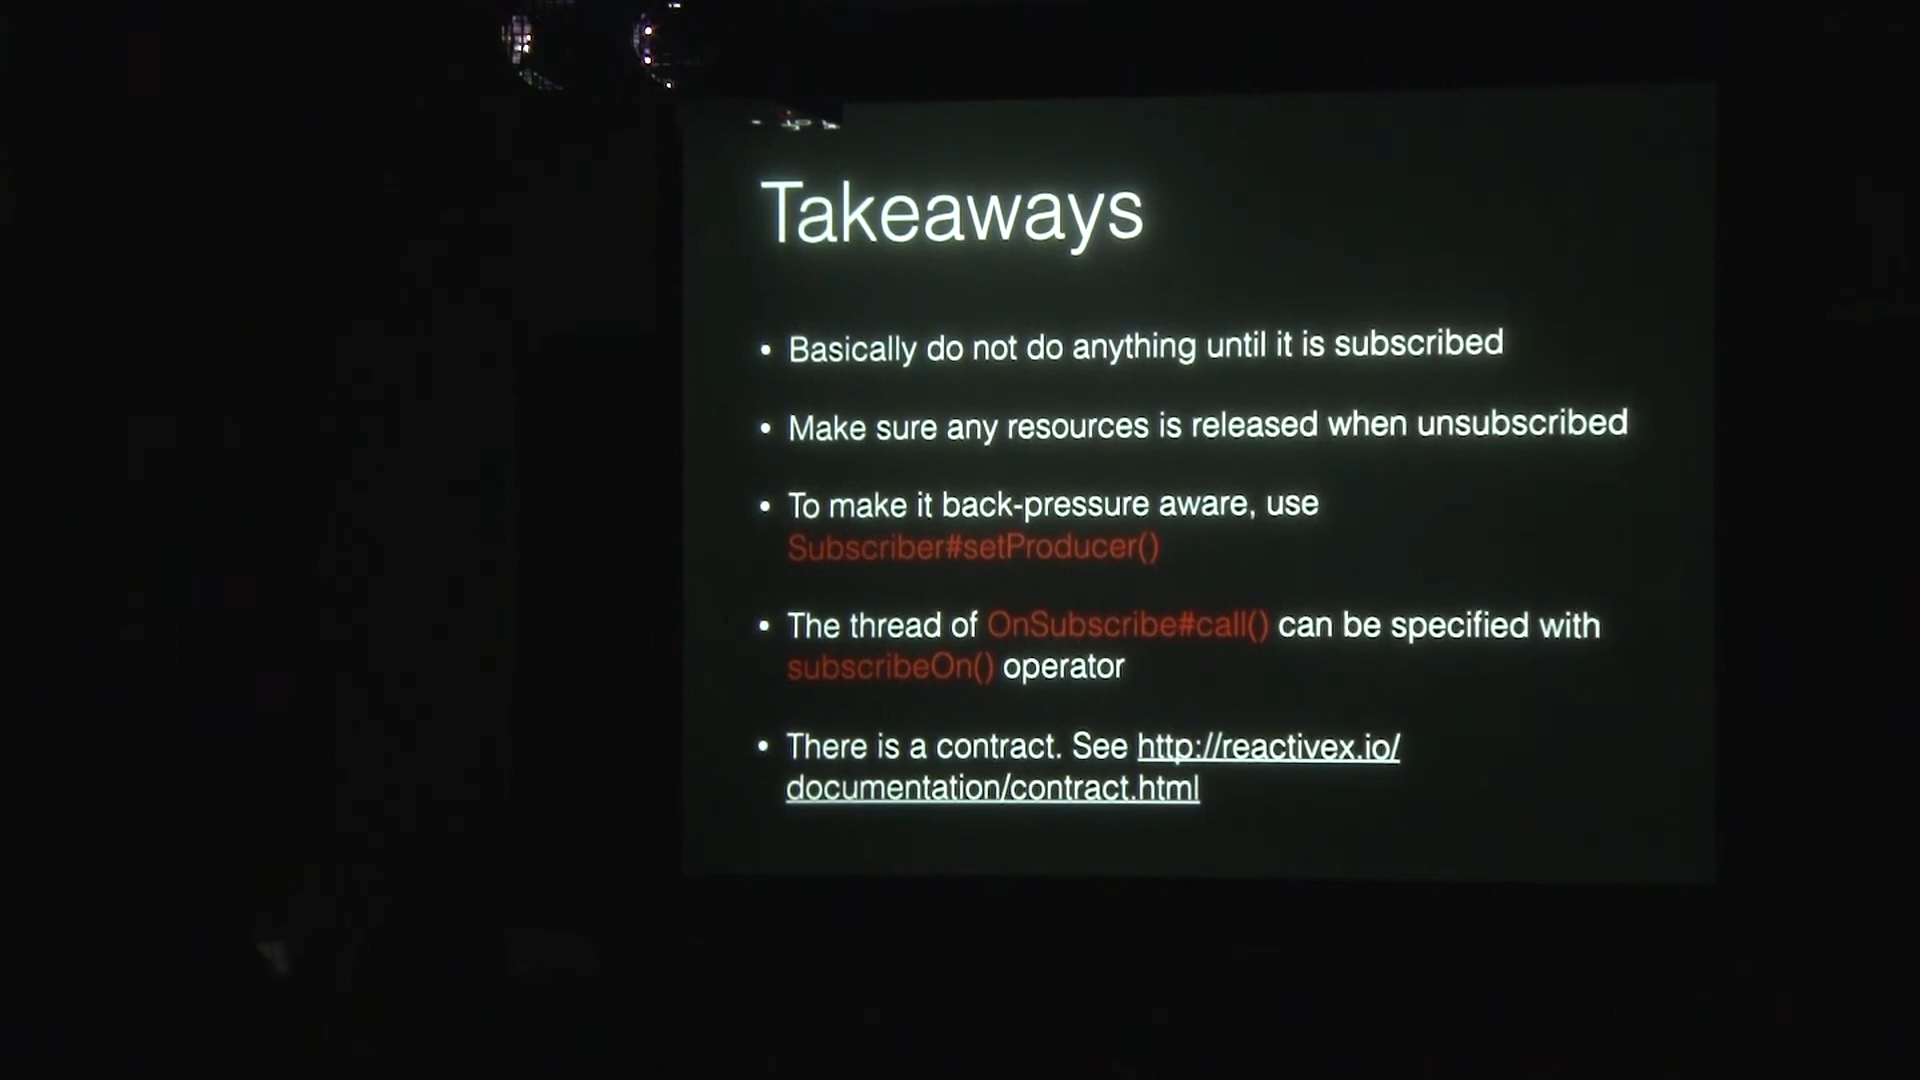 Takeaways
• Basically do not do anything until it is subscribed
• Make sure any resources is released when unsubscribed
• To make it back-pressure aware, use
Subscriber#setProducer()
• The thread of OnSubscribe#call() can be specified with
subscribeOn() operator
• There is a contract. See http://reactivex.io/
documentation/contract.html